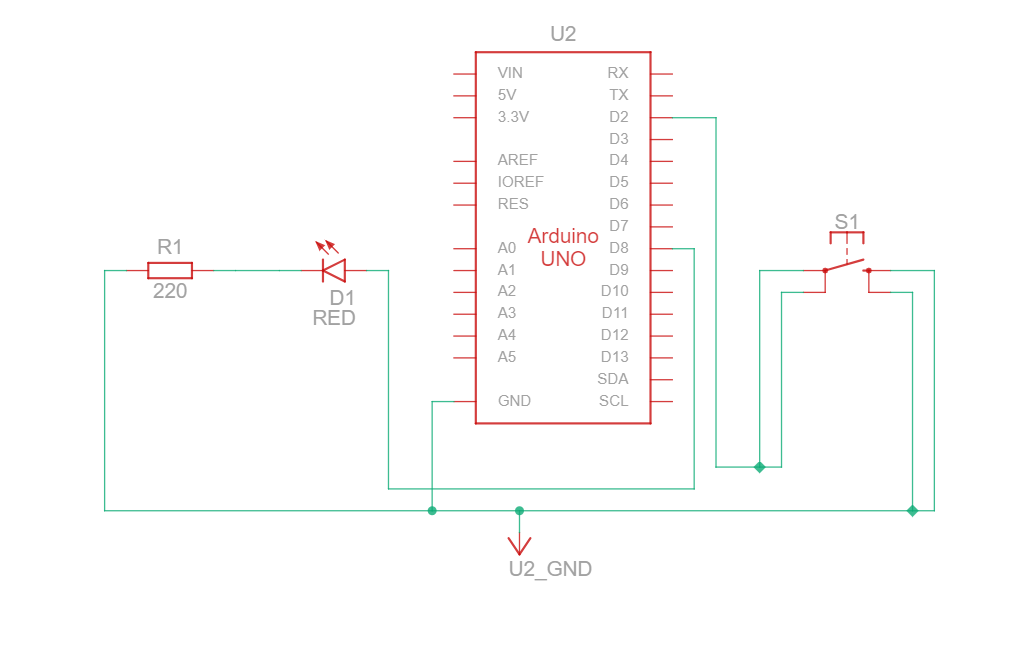 U2
VIN
5V
3.3V
AREF
IOREF
RES
A0
A1
A2
A3
A4
A5
GND
RX
TX
D2
D3
D4
D5
D6
D7
D8
D9
D10
D11
D12
D13
SDA
SCL
Arduino
UNO
R1
220
D1
RED
S1
U2_GND